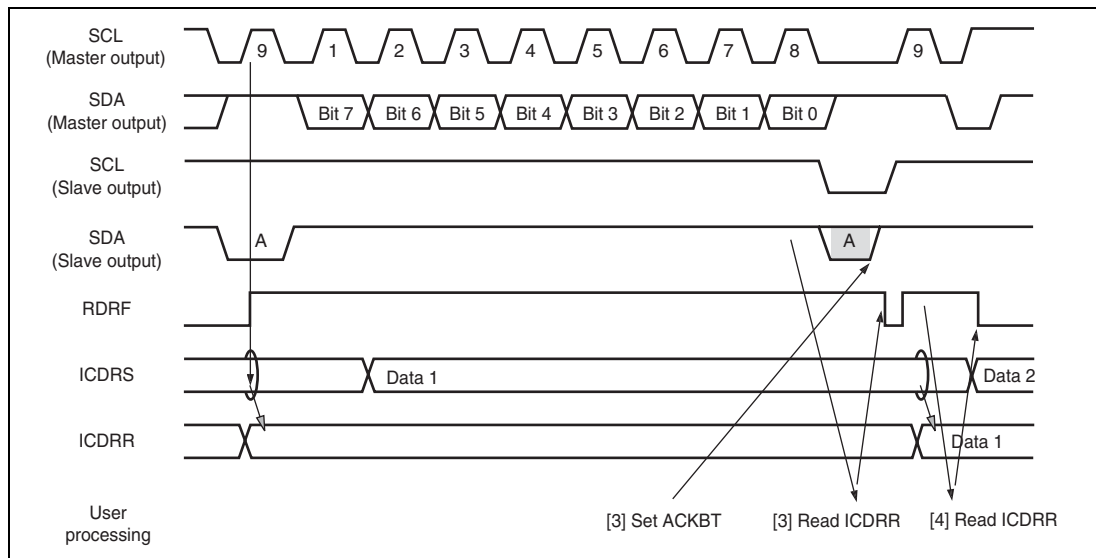 SCL
(Master output)
9 1 2 3 4 5 6 7 8 9
SDA
(Master output)
Bit 7 Bit 6 Bit 5 Bit 4 Bit 3 Bit 2 Bit 1 Bit 0
SCL
(Slave output)
SDA
(Slave output)
A A
RDRF
ICDRS
Data 1 Data 2
ICDRR
Data 1
User
processing
[3] Set ACKBT [3] Read ICDRR [4] Read ICDRR